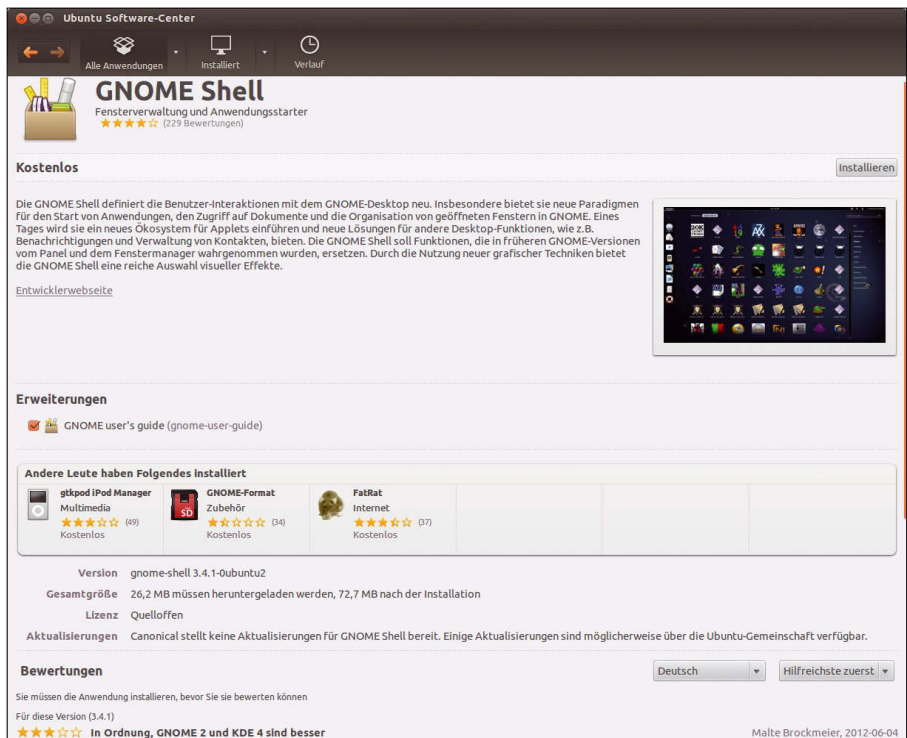 Ubuntu Software-Center
Alle Anwendungen
Installiert
Verlauf
GNOME Shell
Fensterverwaltung und Anwendungsstarter
(229 Bewertungen)
Kostenlos
Installieren
Die GNOME Shell definiert die Benutzer-Interaktionen mit dem GNOME-Desktop neu. Insbesondere bietet sie neue Paradigmen
für den Start von Anwendungen, den Zugriff auf Dokumente und die Organisation von geöffneten Fenstern in GNOME. Eines
Tages wird sie ein neues Ökosystem für Applets einführen und neue Lösungen für andere Desktop-Funktionen, wie z.B.
Benachrichtigungen und Verwaltung von Kontakten, bieten. Die GNOME Shell soll Funktionen, die in früheren GNOME-Versionen
vom Panel und dem Fenstermanager wahrgenommen wurden, ersetzen. Durch die Nutzung neuer grafischer Techniken bietet
die GNOME Shell eine reiche Auswahl visueller Effekte.
Entwicklerwebseite
Erweiterungen
GNOME user's guide (gnome-user-guide)
Andere Leute haben Folgendes installiert
gtkpod iPod Manager
Multimedia
(49)
Kostenlos
SD
GNOME-Format
Zubehör
(34)
Kostenlos
FatRat
Internet
(37)
Kostenlos
Version gnome-shell 3.4.1-0ubuntu2
Gesamtgröße 26,2 MB müssen heruntergeladen werden, 72,7 MB nach der Installation
Lizenz Quelloffen
Aktualisierungen Canonical stellt keine Aktualisierungen für GNOME Shell bereit. Einige Aktualisierungen sind möglicherweise über die Ubuntu-Gemeinschaft verfügbar.
Bewertungen
Deutsch
Hilfreichste zuerst
Sie müssen die Anwendung installieren, bevor Sie sie bewerten können
Für diese Version (3.4.1)
In Ordnung, GNOME 2 und KDE 4 sind besser
Malte Brockmeier, 2012-06-04